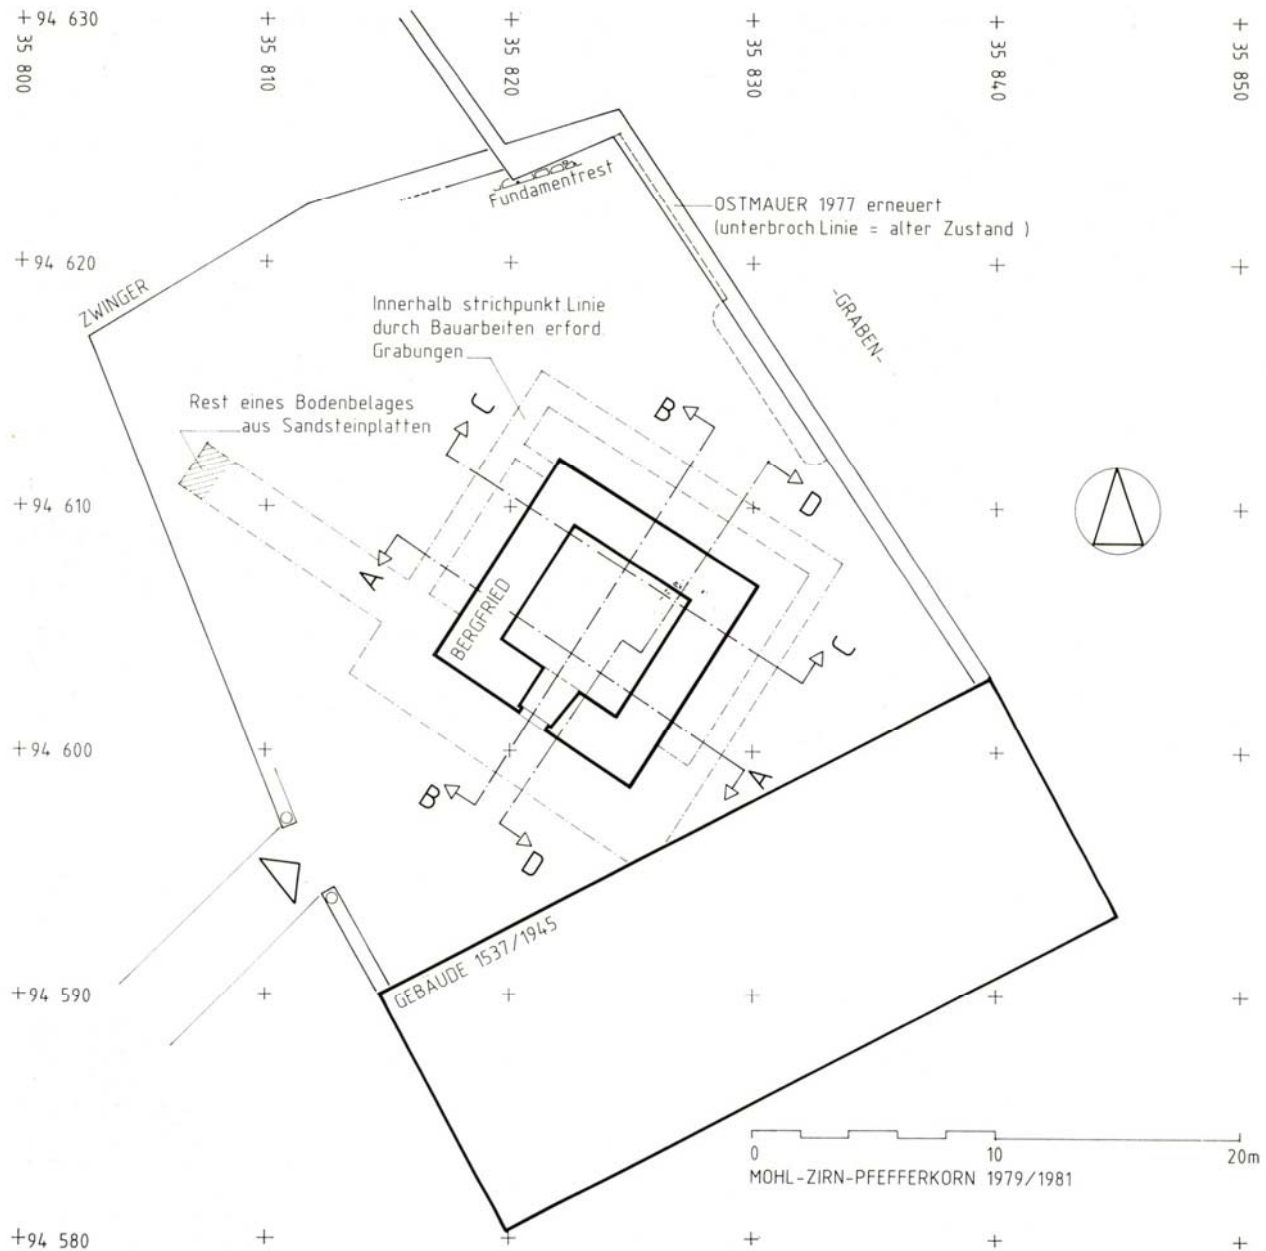 + 94 630
35 800
35 810
35 820
35 830
35 840
35 850
Fundamentrest
OSTMAUER 1977 erneuert
(unterbroch.Linie = alter Zustand )
+94 620
ZWINGER
-GRABEN-
Innerhalb strichpunkt.Linie
durch Bauarbeiten erford.
Grabungen
Rest eines Bodenbelages
aus Sandsteinplatten
C
B
D
+94 610
A
BERGFRIED
C
+94 600
B
A
D
GEBÄUDE 1537/1945
+94 590
0 10 20m
MOHL-ZIRN-PFEFFERKORN 1979/1981
+94 580